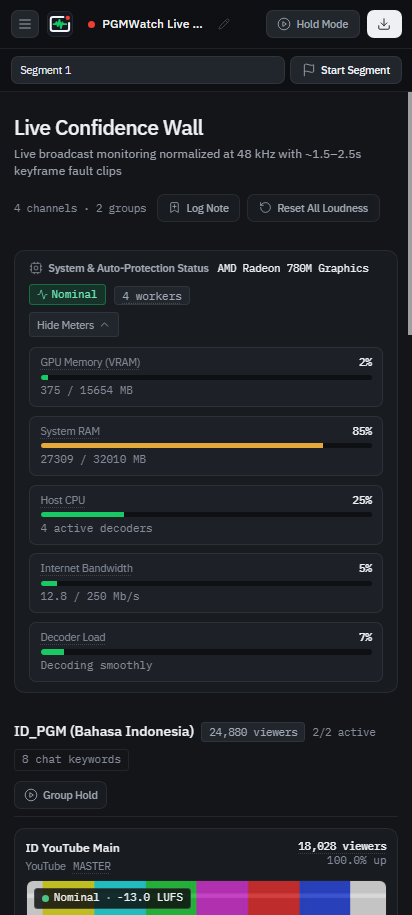 PGMWatch Live ...
Hold Mode
Segment 1
Start Segment
Live Confidence Wall
Live broadcast monitoring normalized at 48 kHz with ~1.5–2.5s
keyframe fault clips
4 channels · 2 groups
Log Note
Reset All Loudness
System & Auto-Protection Status
AMD Radeon 780M Graphics
Nominal
4 workers
Hide Meters
GPU Memory (VRAM)
2%
375 / 15654 MB
System RAM
85%
27309 / 32010 MB
Host CPU
25%
4 active decoders
Internet Bandwidth
5%
12.8 / 250 Mb/s
Decoder Load
7%
Decoding smoothly
ID_PGM (Bahasa Indonesia)
24,880 viewers
2/2 active
8 chat keywords
Group Hold
ID YouTube Main
18,028 viewers
YouTube MASTER
100.0% up
Nominal · -13.0 LUFS